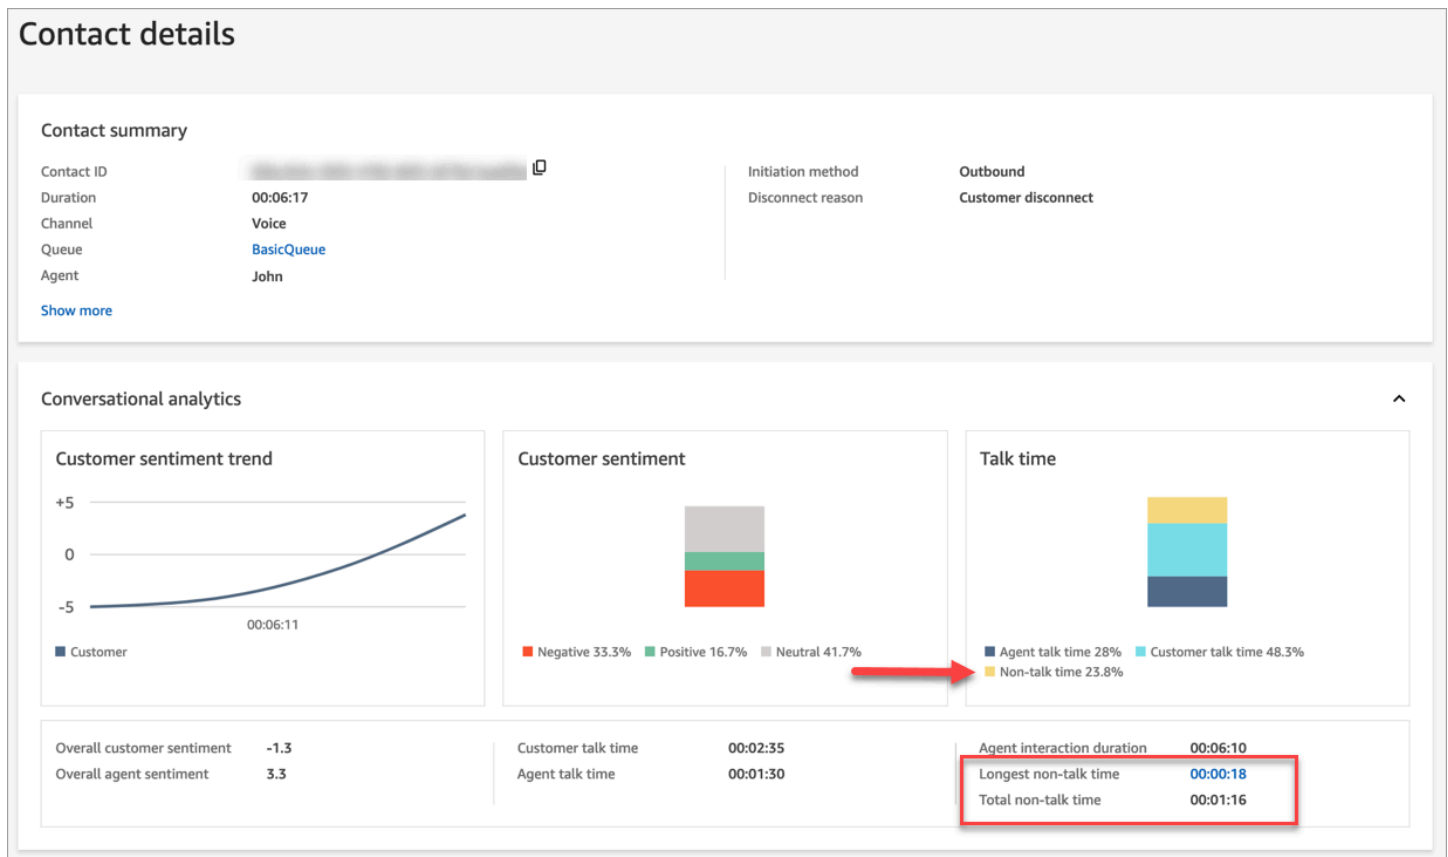 Contact details
Contact summary
Contact ID
Duration 00:06:17
Channel Voice
Queue BasicQueue
Agent John
Show more
Initiation method Outbound
Disconnect reason Customer disconnect
Conversational analytics
Customer sentiment trend
+5
0
-5
00:06:11
Customer
Customer sentiment
Negative 33.3% Positive 16.7% Neutral 41.7%
Talk time
Agent talk time 28% Customer talk time 48.3%
Non-talk time 23.8%
Overall customer sentiment -1.3
Overall agent sentiment 3.3
Customer talk time 00:02:35
Agent talk time 00:01:30
Agent interaction duration 00:06:10
Longest non-talk time 00:00:18
Total non-talk time 00:01:16